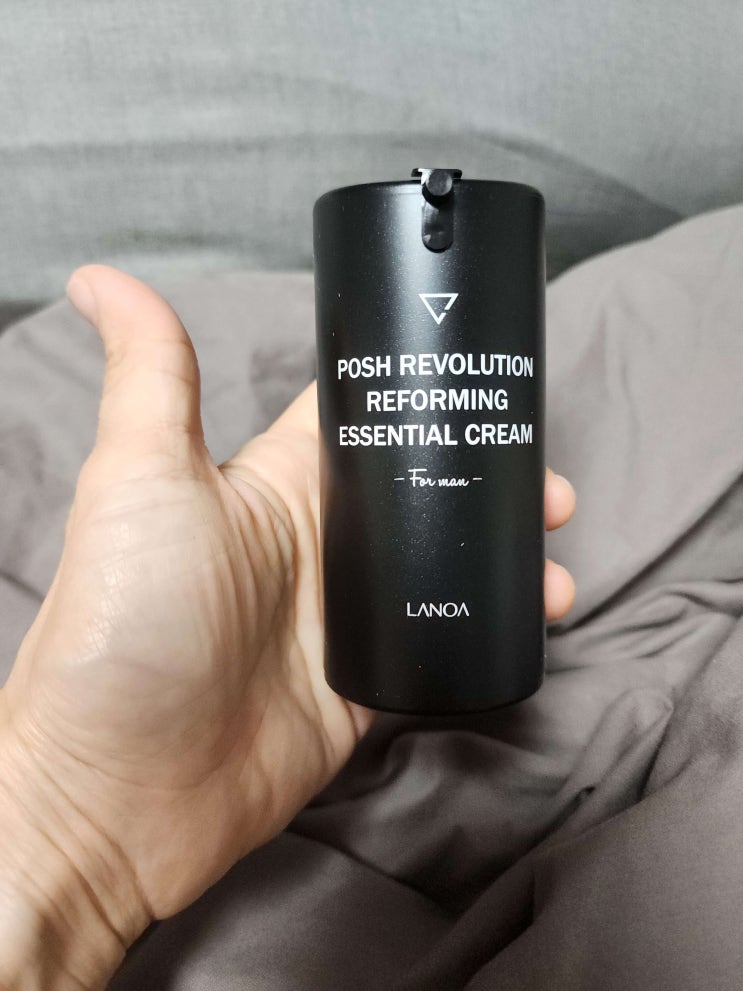 POSH REVOLUTION
REFORMING
ESSENTIAL CREAM
– For man –
LANOA